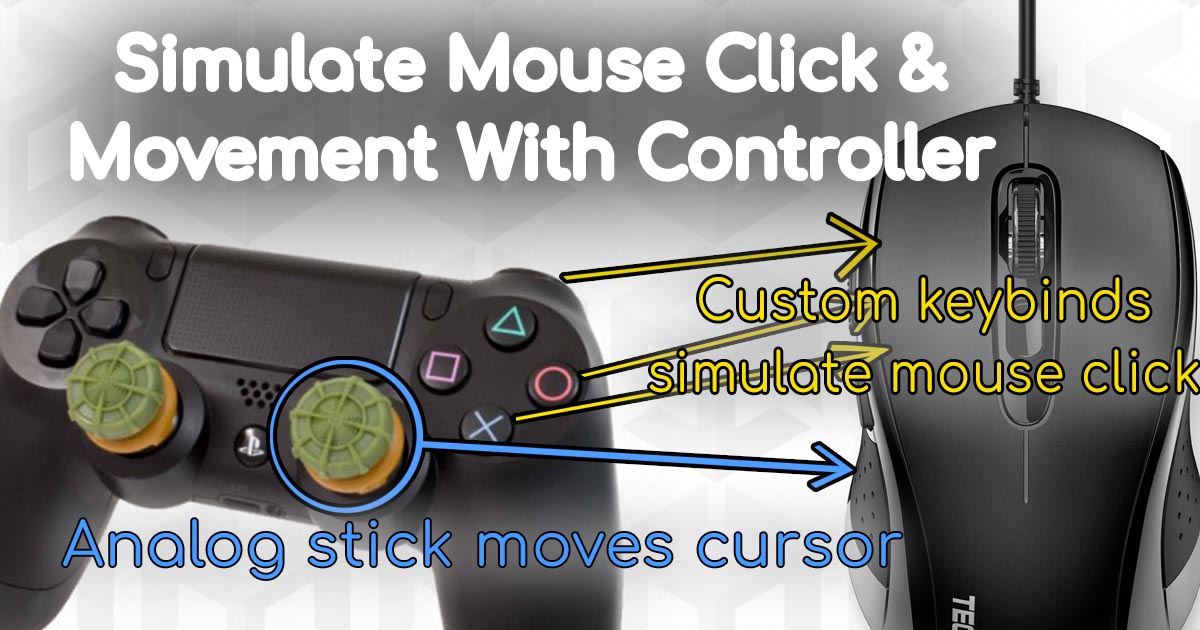 Simulate Mouse Click &
Movement With Controller
Custom keybinds
simulate mouse click
Analog stick moves cursor
TEC